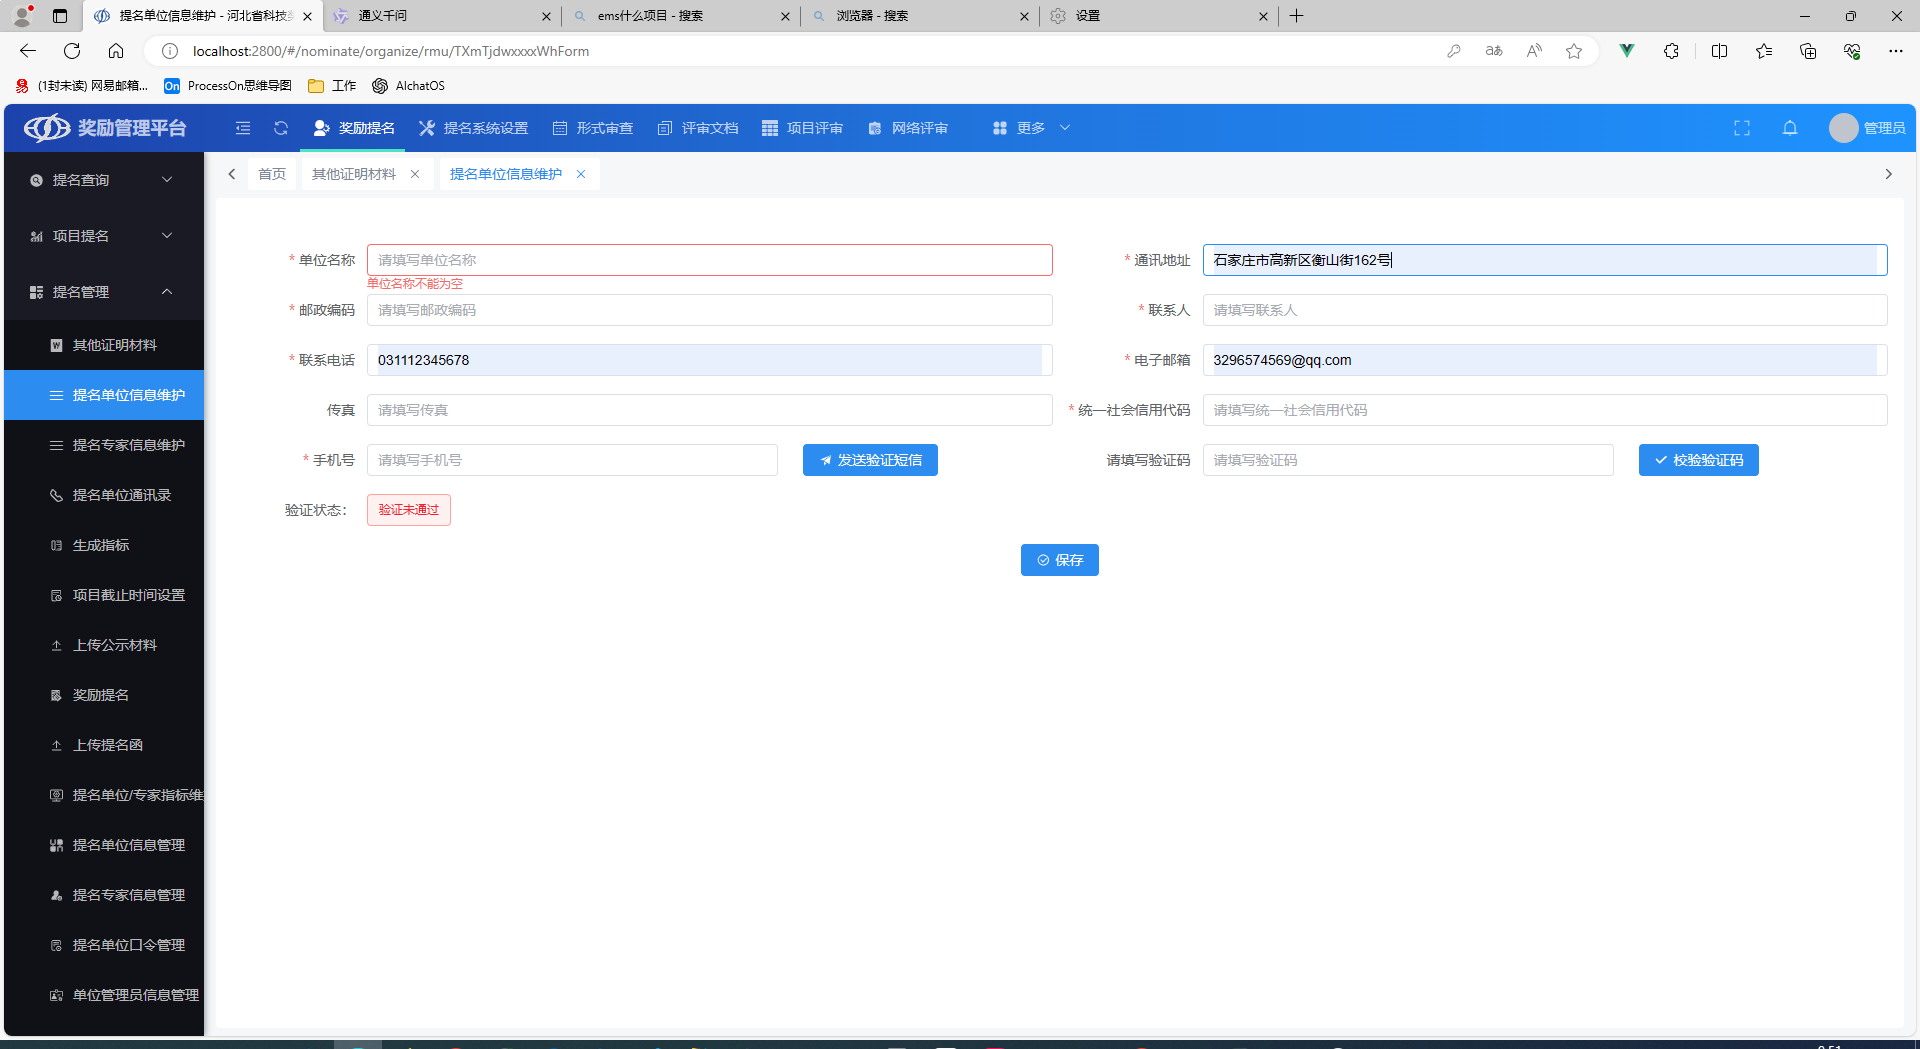 提名单位信息维护 - 河北省科技奖
通义千问
ems什么项目 - 搜索
浏览器 - 搜索
设置
localhost:2800/#/nominate/organize/rmu/TXmTjdwxxxxWhForm
(1封未读) 网易邮箱...
On ProcessOn思维导图
工作
AIchatOS
奖励管理平台
奖励提名
提名系统设置
形式审查
评审文档
项目评审
网络评审
更多
管理员
提名查询
项目提名
提名管理
其他证明材料
提名单位信息维护
提名专家信息维护
提名单位通讯录
生成指标
项目截止时间设置
上传公示材料
奖励提名
上传提名函
提名单位/专家指标维
提名单位信息管理
提名专家信息管理
提名单位口令管理
单位管理员信息管理
首页
其他证明材料
提名单位信息维护
* 单位名称 请填写单位名称
单位名称不能为空
* 通讯地址 石家庄市高新区衡山街162号
* 邮政编码 请填写邮政编码
* 联系人 请填写联系人
* 联系电话 031112345678
* 电子邮箱 3296574569@qq.com
传真 请填写传真
* 统一社会信用代码 请填写统一社会信用代码
* 手机号 请填写手机号 发送验证短信
请填写验证码 请填写验证码 校验验证码
验证状态： 验证未通过
保存